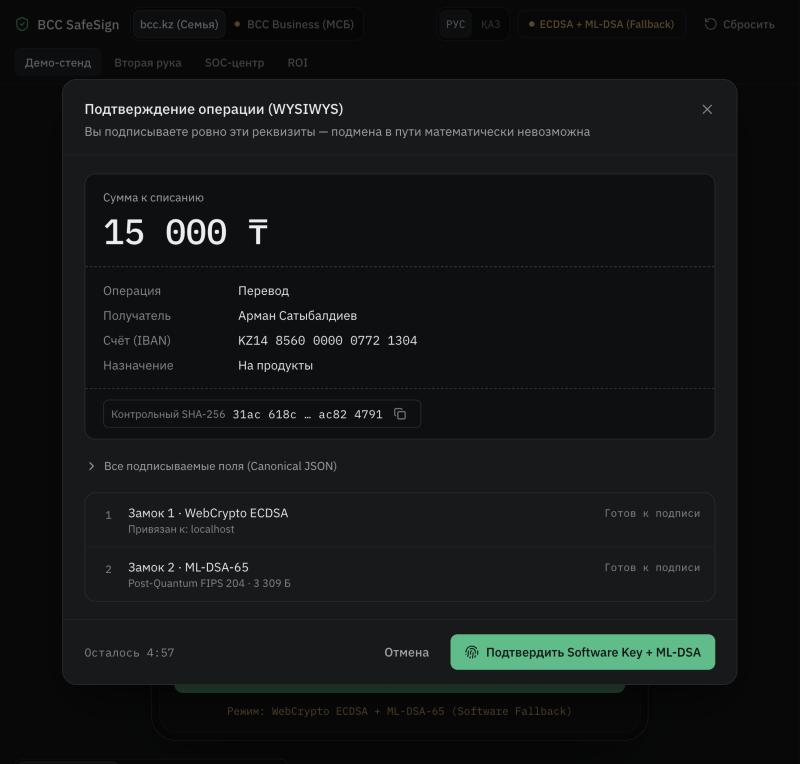 BCC SafeSign bcc.kz (Семья) BCC Business (МСБ) РУС ҚАЗ ECDSA + ML-DSA (Fallback) Сбросить
Демо-стенд Вторая рука SOC-центр ROI
Подтверждение операции (WYSIWYS)
Вы подписываете ровно эти реквизиты — подмена в пути математически невозможна
Сумма к списанию
15 000 ₸
Операция Перевод
Получатель Арман Сатыбалдиев
Счёт (IBAN) KZ14 8560 0000 0772 1304
Назначение На продукты
Контрольный SHA-256 31ac 618c … ac82 4791
Все подписываемые поля (Canonical JSON)
1 Замок 1 · WebCrypto ECDSA Готов к подписи
Привязан к: localhost
2 Замок 2 · ML-DSA-65 Готов к подписи
Post-Quantum FIPS 204 · 3 309 Б
Осталось 4:57 Отмена Подтвердить Software Key + ML-DSA
Режим: WebCrypto ECDSA + ML-DSA-65 (Software Fallback)